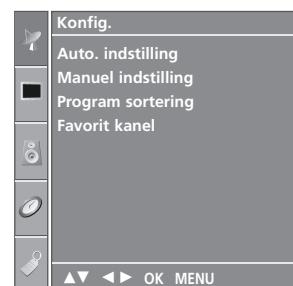 Konfig.
Auto. indstilling
Manuel indstilling
Program sortering
Favorit kanel
▲▼ ◄► OK MENU